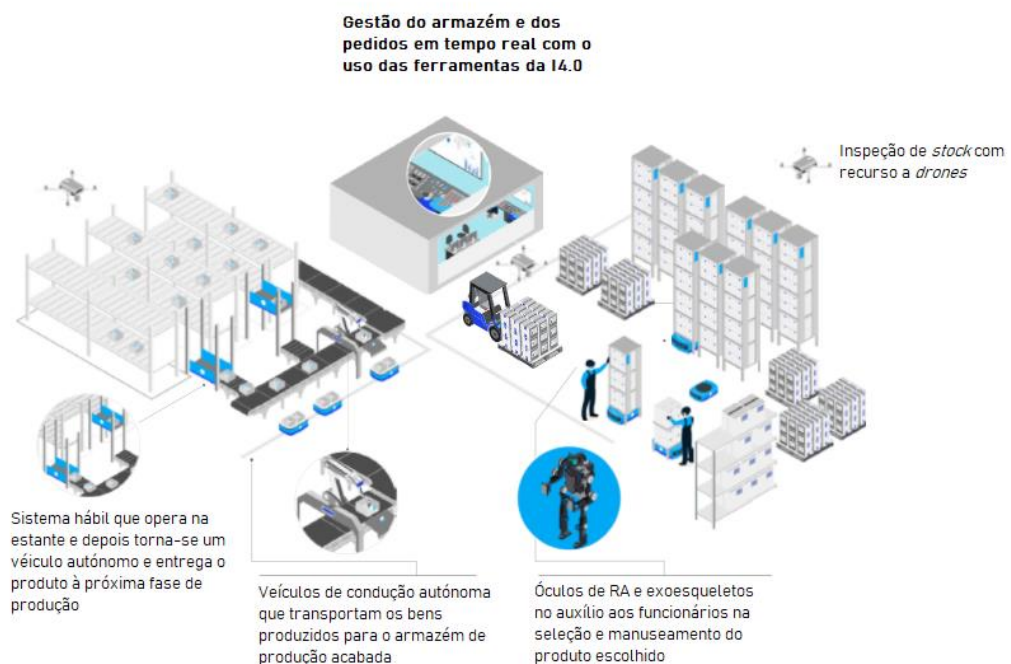 Gestão do armazém e dos
pedidos em tempo real com o
uso das ferramentas da I4.0
Inspeção de stock com
recurso a drones
Sistema hábil que opera na
estante e depois torna-se um
véiculo autónomo e entrega o
produto à próxima fase de
produção
Veículos de condução autónoma
que transportam os bens
produzidos para o armazém de
produção acabada
Óculos de RA e exoesqueletos
no auxílio aos funcionários na
seleção e manuseamento do
produto escolhido